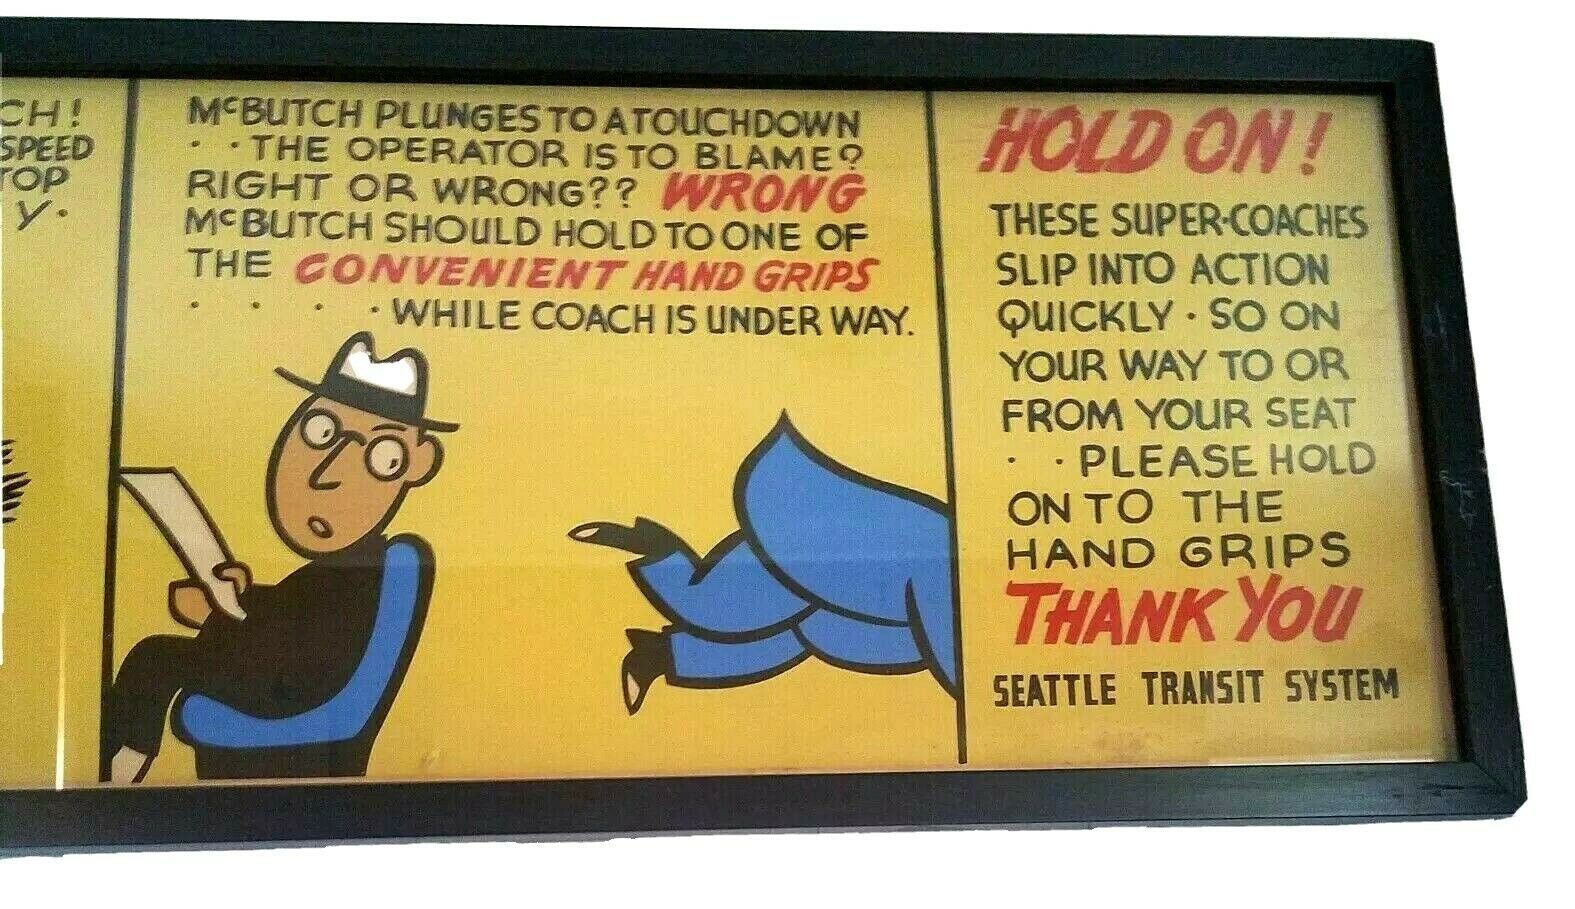 CH!
SPEED
TOP
Y.
McBUTCH PLUNGES TO A TOUCHDOWN
. . THE OPERATOR IS TO BLAME?
RIGHT OR WRONG?? WRONG
McBUTCH SHOULD HOLD TO ONE OF
THE CONVENIENT HAND GRIPS
. . . . WHILE COACH IS UNDER WAY.
HOLD ON!
THESE SUPER-COACHES
SLIP INTO ACTION
QUICKLY · SO ON
YOUR WAY TO OR
FROM YOUR SEAT
· · PLEASE HOLD
ON TO THE
HAND GRIPS
THANK YOU
SEATTLE TRANSIT SYSTEM